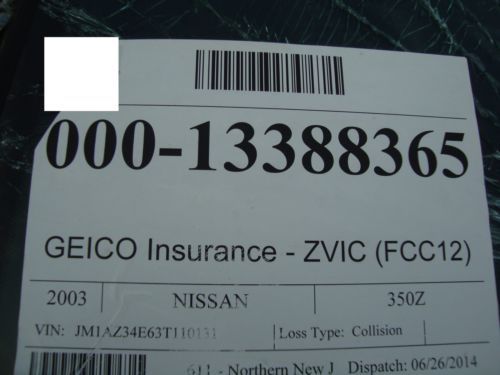 000-13388365
GEICO Insurance - ZVIC (FCC12)
2003 NISSAN 350Z
VIN: JM1AZ34E63T110131 Loss Type: Collision
611 - Northern New J Dispatch: 06/26/2014